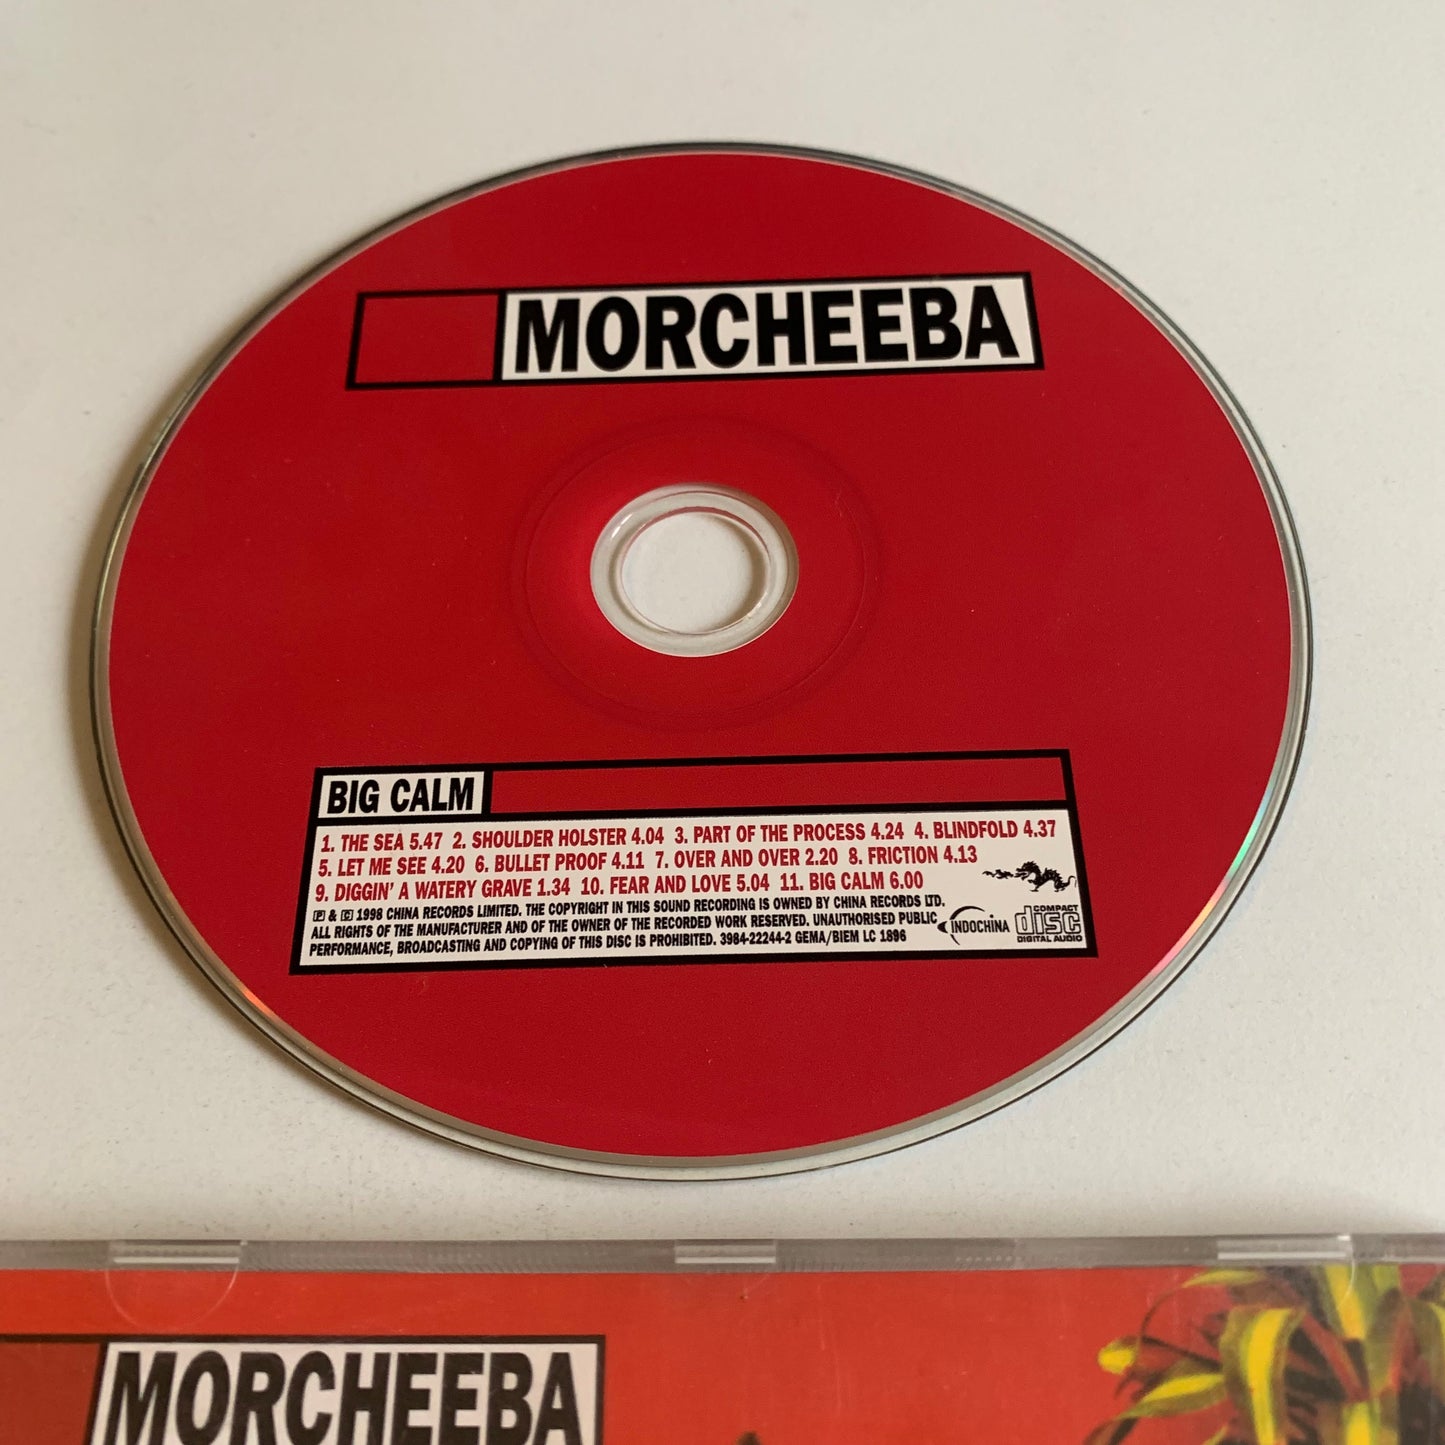 MORCHEEBA
BIG CALM
1. THE SEA 5.47 2. SHOULDER HOLSTER 4.04 3. PART OF THE PROCESS 4.24 4. BLINDFOLD 4.37
5. LET ME SEE 4.20 6. BULLET PROOF 4.11 7. OVER AND OVER 2.20 8. FRICTION 4.13
9. DIGGIN' A WATERY GRAVE 1.34 10. FEAR AND LOVE 5.04 11. BIG CALM 6.00
℗ & © 1998 CHINA RECORDS LIMITED. THE COPYRIGHT IN THIS SOUND RECORDING IS OWNED BY CHINA RECORDS LTD.
ALL RIGHTS OF THE MANUFACTURER AND OF THE OWNER OF THE RECORDED WORK RESERVED. UNAUTHORISED PUBLIC
PERFORMANCE, BROADCASTING AND COPYING OF THIS DISC IS PROHIBITED. 3984-22244-2 GEMA/BIEM LC 1896
INDOCHINA
COMPACT
disc
DIGITAL AUDIO
MORCHEEBA